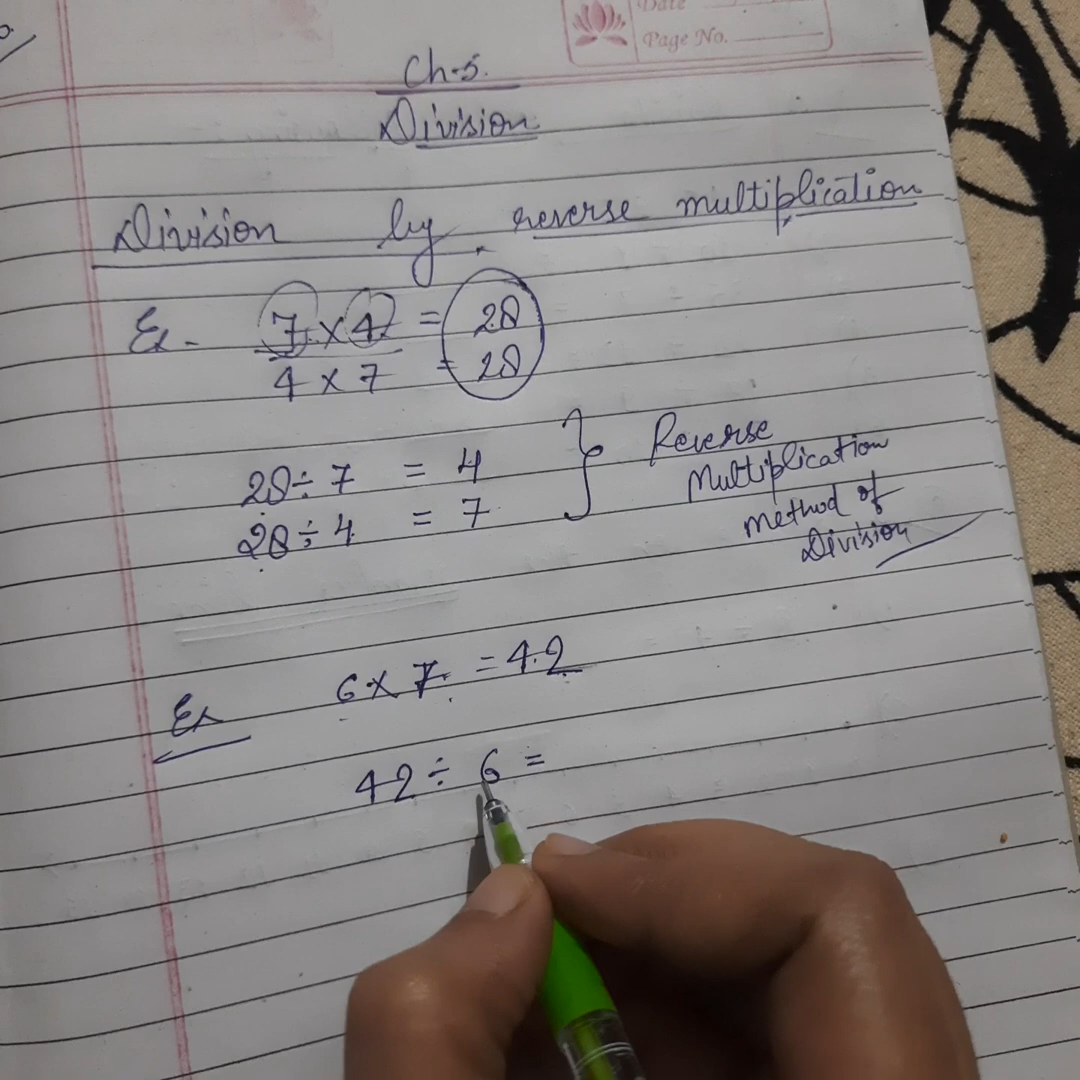 Date
Page No.
Ch-5.
Division
Division by reverse multiplication
Ex- 7 × 4 = 28
4 × 7 = 28
28 ÷ 7 = 4
28 ÷ 4 = 7
Reverse
Multiplication
method of
Division
Ex 6 × 7 = 42
42 ÷ 6 =